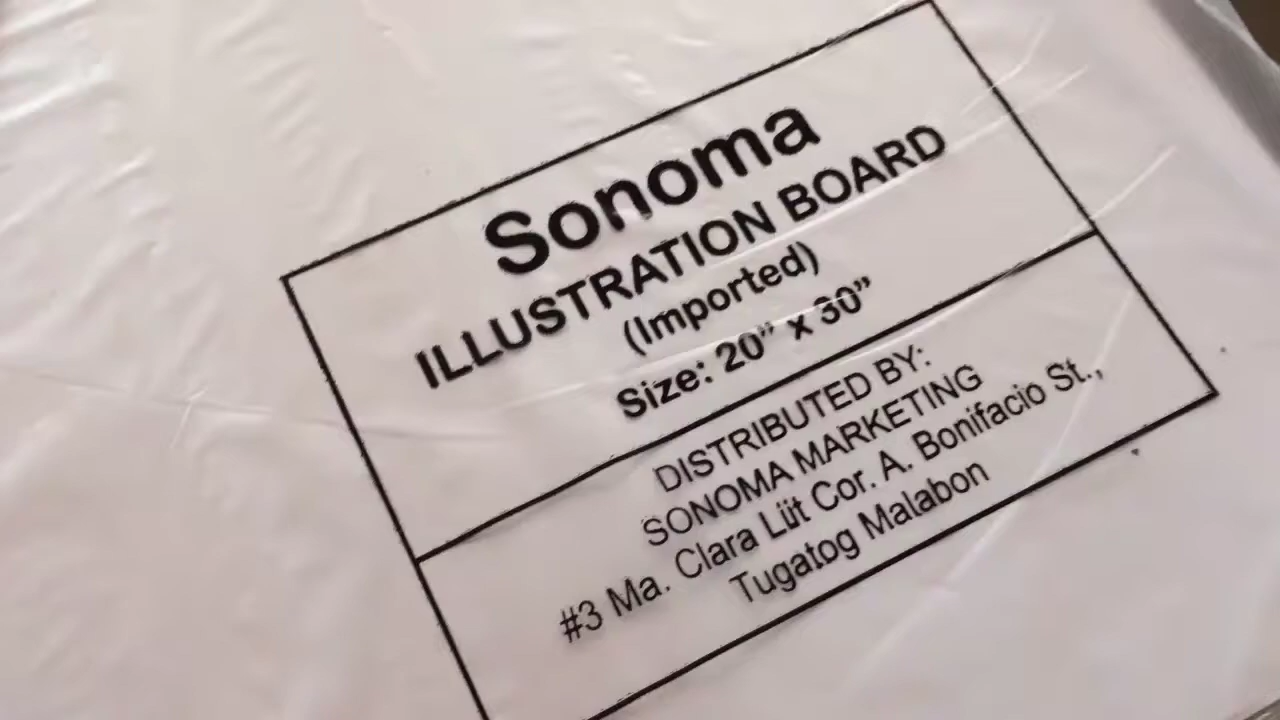 Sonoma
ILLUSTRATION BOARD
(Imported)
Size: 20” x 30”
DISTRIBUTED BY:
SONOMA MARKETING
#3 Ma. Clara Lüt Cor. A. Bonifacio St.,
Tugatog Malabon